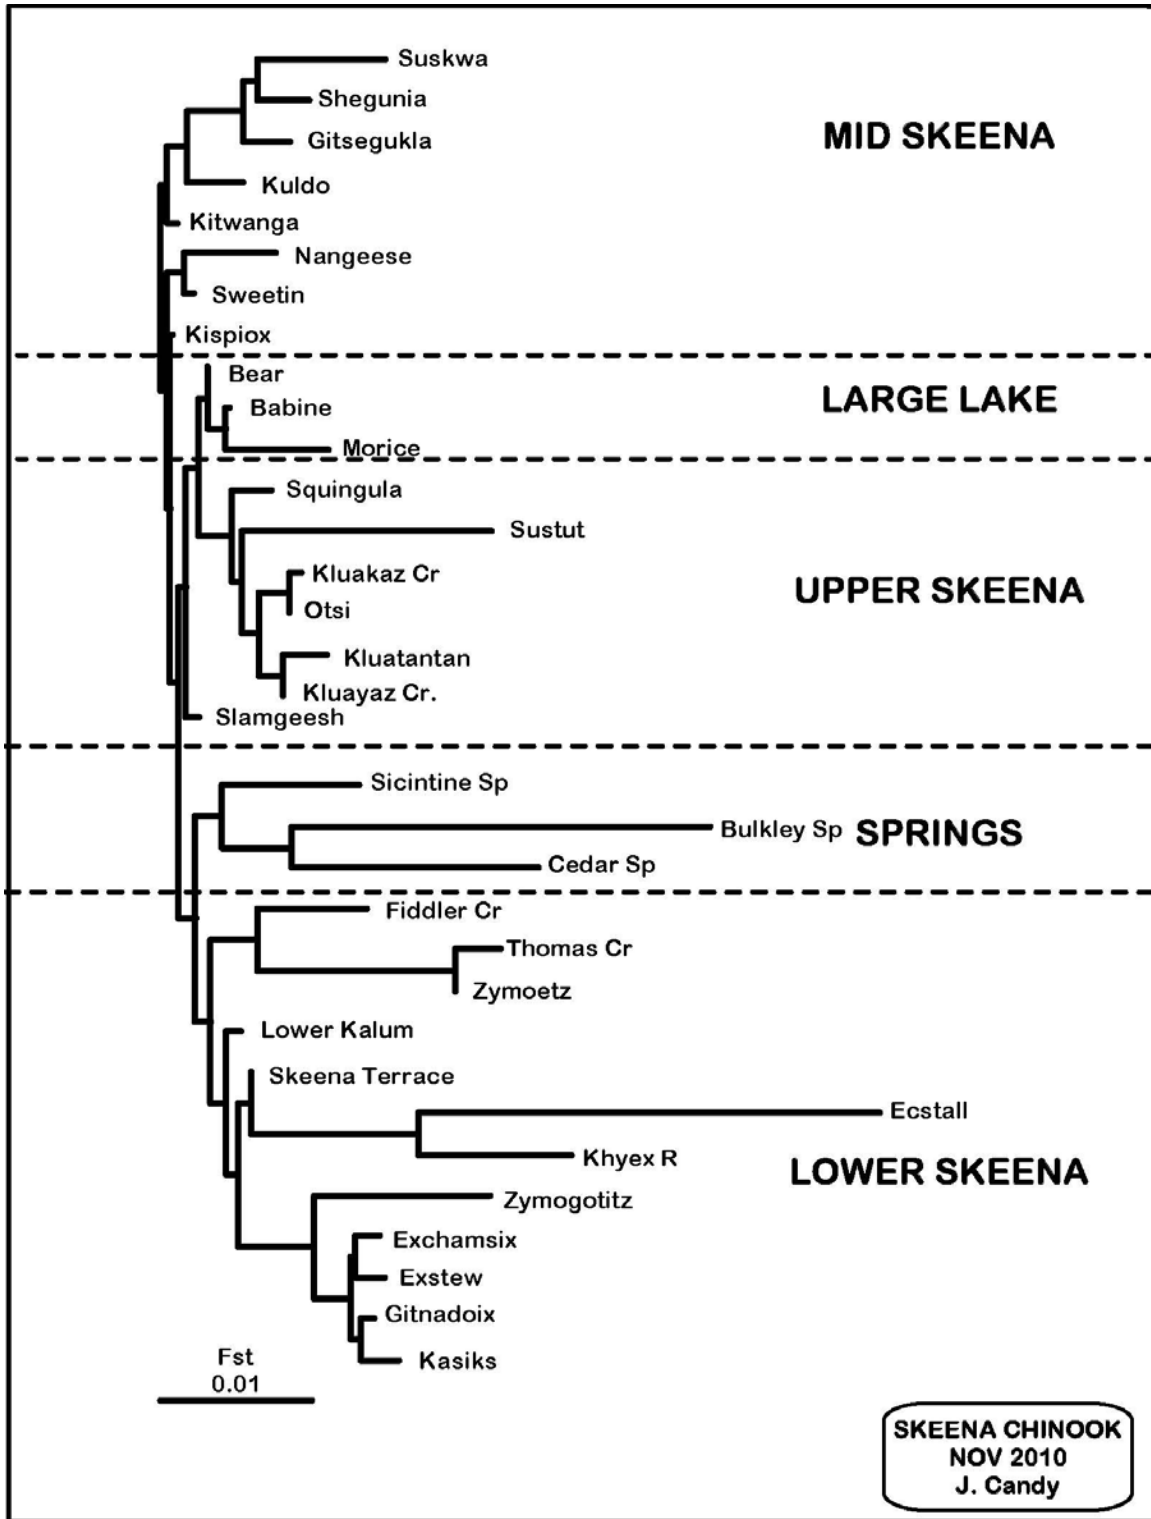 Suskwa
Shegunia
MID SKEENA
Gitsegukla
Kuldo
Kitwanga
Nangeese
Sweetin
Kispiox
Bear
LARGE LAKE
Babine
Morice
Squingula
Sustut
Kluakaz Cr
UPPER SKEENA
Otsi
Kluatantan
Kluayaz Cr.
Slamgeesh
Sicintine Sp
Bulkley Sp
SPRINGS
Cedar Sp
Fiddler Cr
Thomas Cr
Zymoetz
Lower Kalum
Skeena Terrace
Ecstall
Khyex R
LOWER SKEENA
Zymogotitz
Exchamsix
Exstew
Gitnadoix
Kasiks
Fst
0.01
SKEENA CHINOOK
NOV 2010
J. Candy